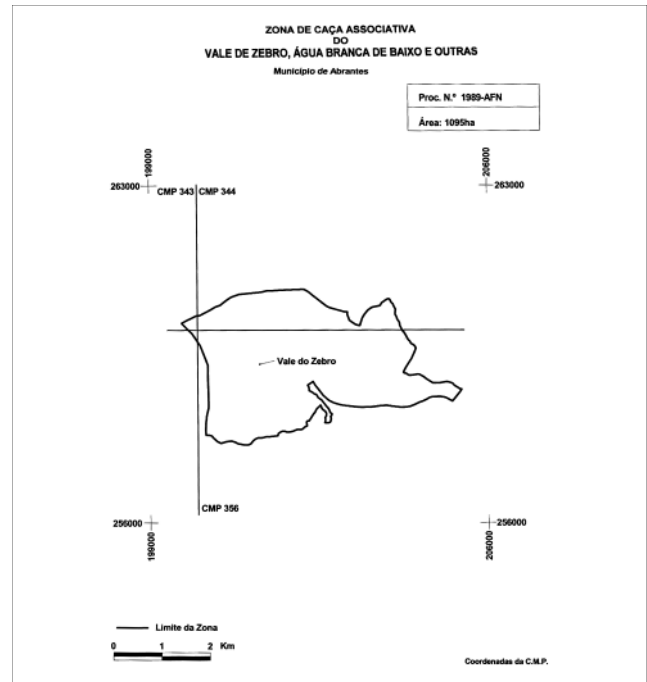 ZONA DE CAÇA ASSOCIATIVA
DO
VALE DE ZEBRO, ÁGUA BRANCA DE BAIXO E OUTRAS
Município de Abrantes
Proc. N.º 1989-AFN
Área: 1095ha
199000
206000
263000
CMP 343
CMP 344
263000
Vale do Zebro
CMP 356
256000
256000
199000
206000
Limite da Zona
0 1 2 Km
Coordenadas da C.M.P.